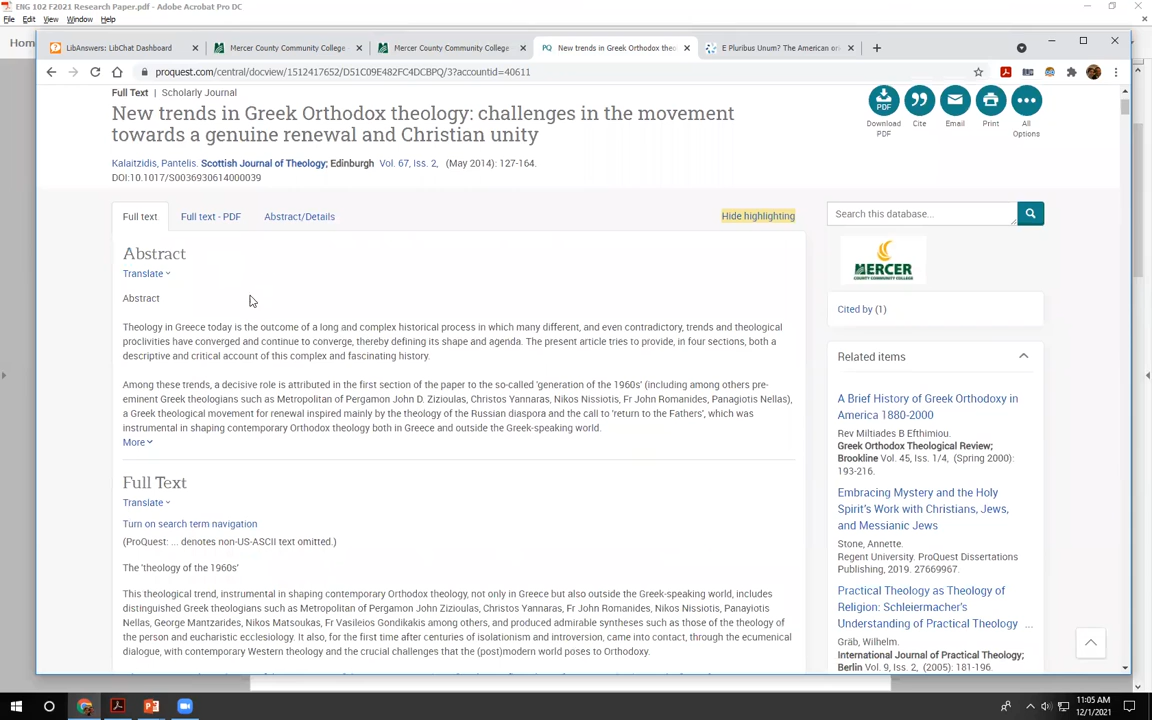 ENG 102 F2021 Research Paper.pdf - Adobe Acrobat Pro DC
File Edit View Window Help
Hom
LibAnswers: LibChat Dashboard
Mercer County Community College
Mercer County Community College
PQ New trends in Greek Orthodox theo
E Pluribus Unum? The American or
proquest.com/central/docview/1512417652/D51C09E482FC4DCBPQ/3?accountid=40611
Full Text | Scholarly Journal
New trends in Greek Orthodox theology: challenges in the movement
towards a genuine renewal and Christian unity
Kalaitzidis, Pantelis. Scottish Journal of Theology; Edinburgh Vol. 67, Iss. 2, (May 2014): 127-164.
DOI:10.1017/S0036930614000039
PDF
Download PDF
Cite
Email
Print
All Options
Full text
Full text - PDF
Abstract/Details
Hide highlighting
Search this database...
Abstract
Translate
Abstract
Theology in Greece today is the outcome of a long and complex historical process in which many different, and even contradictory, trends and theological
proclivities have converged and continue to converge, thereby defining its shape and agenda. The present article tries to provide, in four sections, both a
descriptive and critical account of this complex and fascinating history.
Among these trends, a decisive role is attributed in the first section of the paper to the so-called 'generation of the 1960s' (including among others pre-
eminent Greek theologians such as Metropolitan of Pergamon John D. Zizioulas, Christos Yannaras, Nikos Nissiotis, Fr John Romanides, Panagiotis Nellas),
a Greek theological movement for renewal inspired mainly by the theology of the Russian diaspora and the call to 'return to the Fathers', which was
instrumental in shaping contemporary Orthodox theology both in Greece and outside the Greek-speaking world.
More
Full Text
Translate
Turn on search term navigation
(ProQuest: ... denotes non-US-ASCII text omitted.)
The 'theology of the 1960s'
This theological trend, instrumental in shaping contemporary Orthodox theology, not only in Greece but also outside the Greek-speaking world, includes
distinguished Greek theologians such as Metropolitan of Pergamon John Zizioulas, Christos Yannaras, Fr John Romanides, Nikos Nissiotis, Panayiotis
Nellas, George Mantzarides, Nikos Matsoukas, Fr Vasileios Gondikakis among others, and produced admirable syntheses such as those of the theology of
the person and eucharistic ecclesiology. It also, for the first time after centuries of isolationism and introversion, came into contact, through the ecumenical
dialogue, with contemporary Western theology and the crucial challenges that the (post)modern world poses to Orthodoxy.
MERCER
COUNTY COMMUNITY COLLEGE
Cited by (1)
Related items
A Brief History of Greek Orthodoxy in
America 1880-2000
Rev Miltiades B Efthimiou.
Greek Orthodox Theological Review;
Brookline Vol. 45, Iss. 1/4, (Spring 2000):
193-216.
Embracing Mystery and the Holy
Spirit's Work with Christians, Jews,
and Messianic Jews
Stone, Annette.
Regent University. ProQuest Dissertations
Publishing, 2019. 27669967.
Practical Theology as Theology of
Religion: Schleiermacher's
Understanding of Practical Theology ...
Gräb, Wilhelm.
International Journal of Practical Theology;
Berlin Vol. 9, Iss. 2, (2005): 181-196.
11:05 AM
12/1/2021